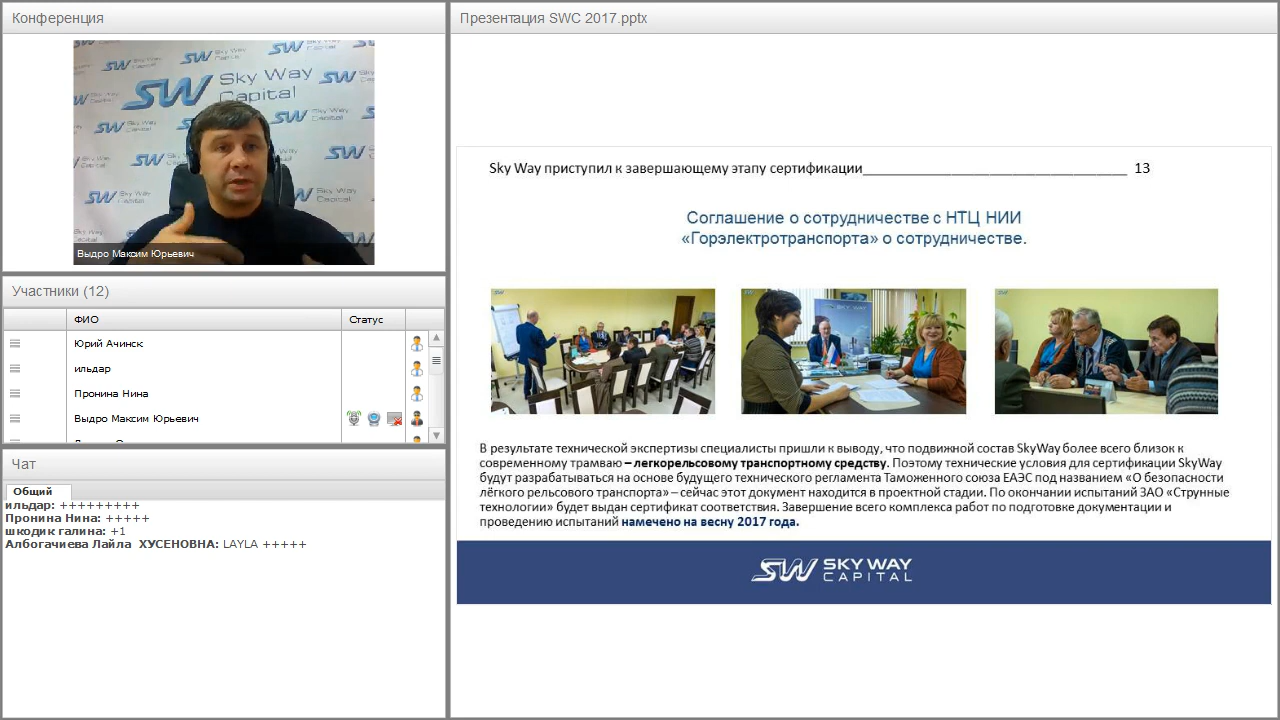 Конференция
Sky Way
Capital
Выдро Максим Юрьевич
Участники (12)
ФИО
Статус
Юрий Ачинск
ильдар
Пронина Нина
Выдро Максим Юрьевич
Чат
Общий
ильдар: +++++++++
Пронина Нина: +++++
шкодик галина: +1
Албогачиева Лайла ХУСЕНОВНА: LAYLA +++++
Презентация SWC 2017.pptx
Sky Way приступил к завершающему этапу сертификации__________________________________ 13
Соглашение о сотрудничестве с НТЦ НИИ
«Горэлектротранспорта» о сотрудничестве.
SKY WAY
В результате технической экспертизы специалисты пришли к выводу, что подвижной состав SkyWay более всего близок к
современному трамваю – легкорельсовому транспортному средству. Поэтому технические условия для сертификации SkyWay
будут разрабатываться на основе будущего технического регламента Таможенного союза ЕАЭС под названием «О безопасности
лёгкого рельсового транспорта» – сейчас этот документ находится в проектной стадии. По окончании испытаний ЗАО «Струнные
технологии» будет выдан сертификат соответствия. Завершение всего комплекса работ по подготовке документации и
проведению испытаний намечено на весну 2017 года.
SW SKY WAY
CAPITAL